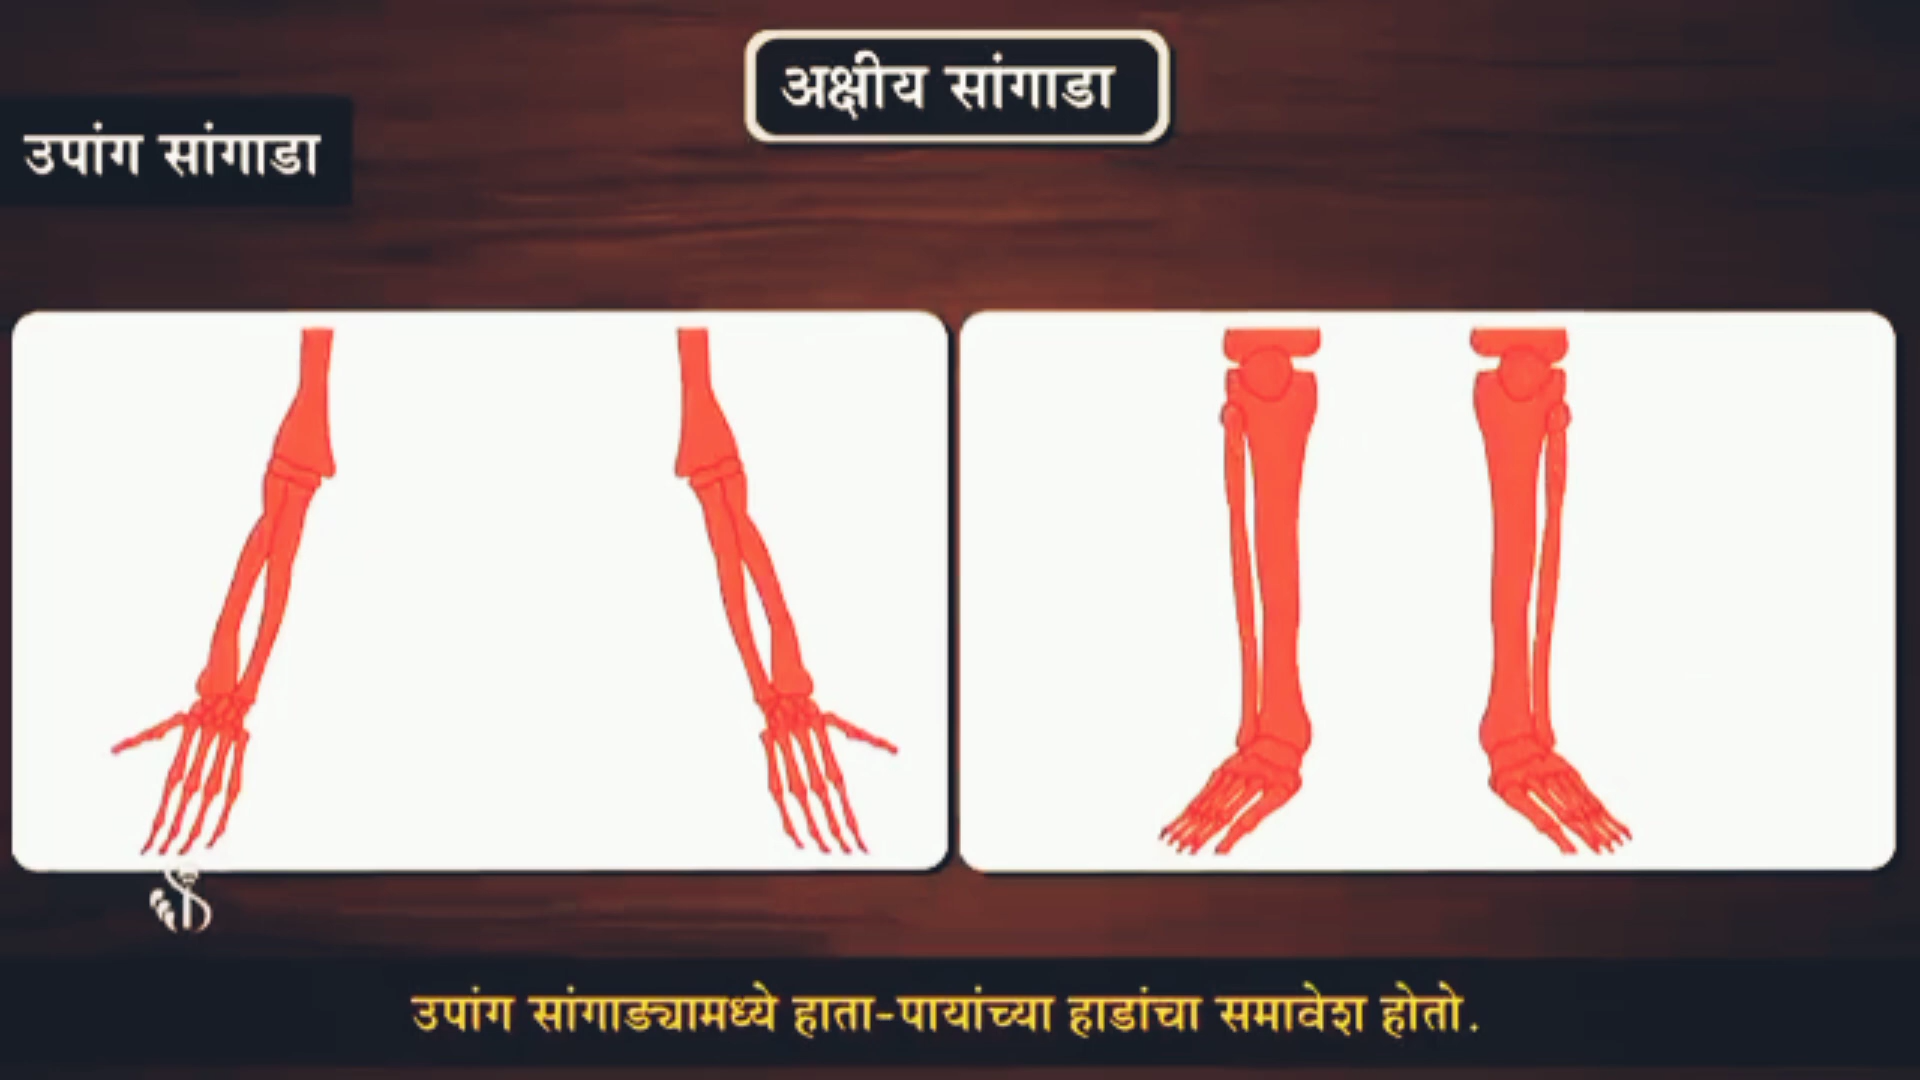 अक्षीय सांगाडा
उपांग सांगाडा
उपांग सांगाड्यामध्ये हाता-पायांच्या हाडांचा समावेश होतो.